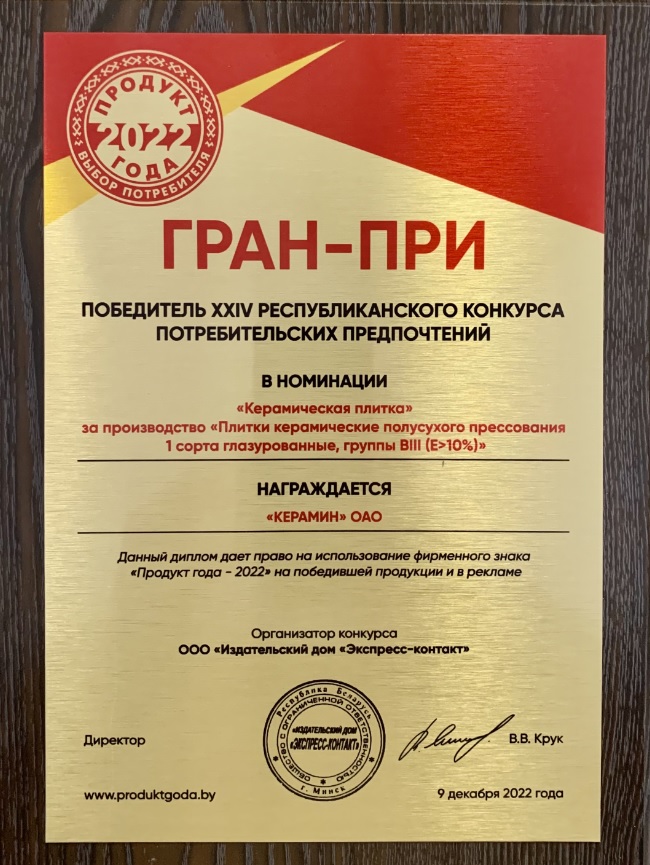 ПРОДУКТ
2022
ГОДА
ВЫБОР ПОТРЕБИТЕЛЯ
ГРАН-ПРИ
ПОБЕДИТЕЛЬ XXIV РЕСПУБЛИКАНСКОГО КОНКУРСА
ПОТРЕБИТЕЛЬСКИХ ПРЕДПОЧТЕНИЙ
В НОМИНАЦИИ
«Керамическая плитка»
за производство «Плитки керамические полусухого прессования
1 сорта глазурованные, группы BIII (E>10%)»
НАГРАЖДАЕТСЯ
«КЕРАМИН» ОАО
Данный диплом дает право на использование фирменного знака
«Продукт года - 2022» на победившей продукции и в рекламе
Организатор конкурса
ООО «Издательский дом «Экспресс-контакт»
Республика Беларусь
ОБЩЕСТВО С ОГРАНИЧЕННОЙ ОТВЕТСТВЕННОСТЬЮ
«ИЗДАТЕЛЬСКИЙ ДОМ
«ЭКСПРЕСС-КОНТАКТ»
г. Минск
Директор
В.В. Крук
www.produktgoda.by
9 декабря 2022 года